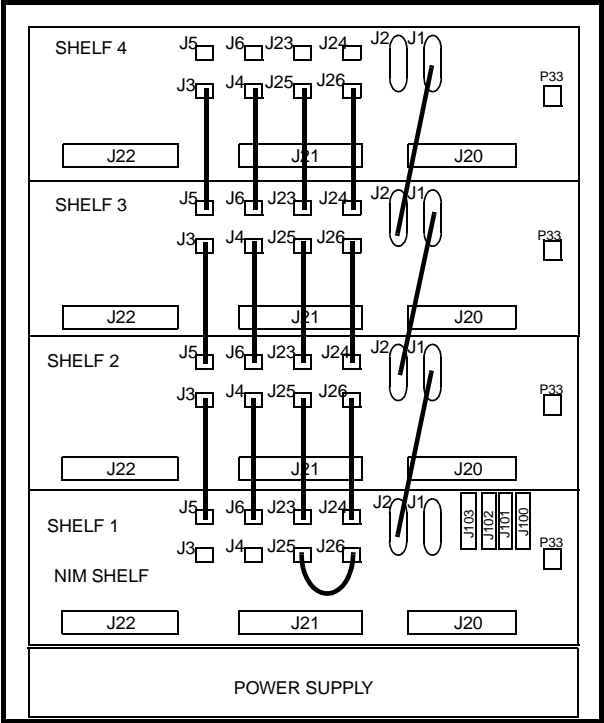 SHELF 4 J5 J6 J23 J24 J2 J1
J3 J4 J25 J26 P33
J22 J21 J20
SHELF 3 J5 J6 J23 J24 J2 J1
J3 J4 J25 J26 P33
J22 J21 J20
SHELF 2 J5 J6 J23 J24 J2 J1
J3 J4 J25 J26 P33
J22 J21 J20
SHELF 1 J5 J6 J23 J24 J2 J1 J103 J102 J101 J100
J3 J4 J25 J26 P33
NIM SHELF
J22 J21 J20
POWER SUPPLY